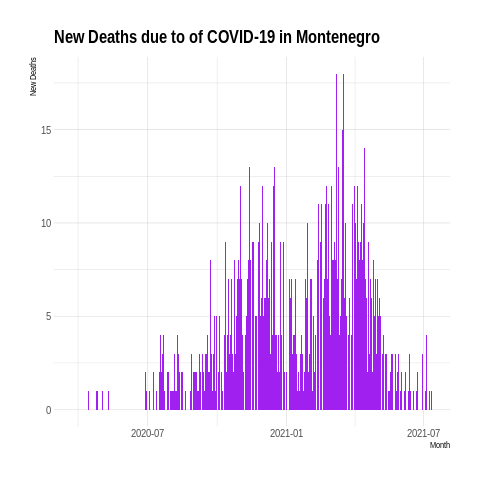 New Deaths due to of COVID-19 in Montenegro
New Deaths
15
10
5
0
2020-07 2021-01 2021-07
Month